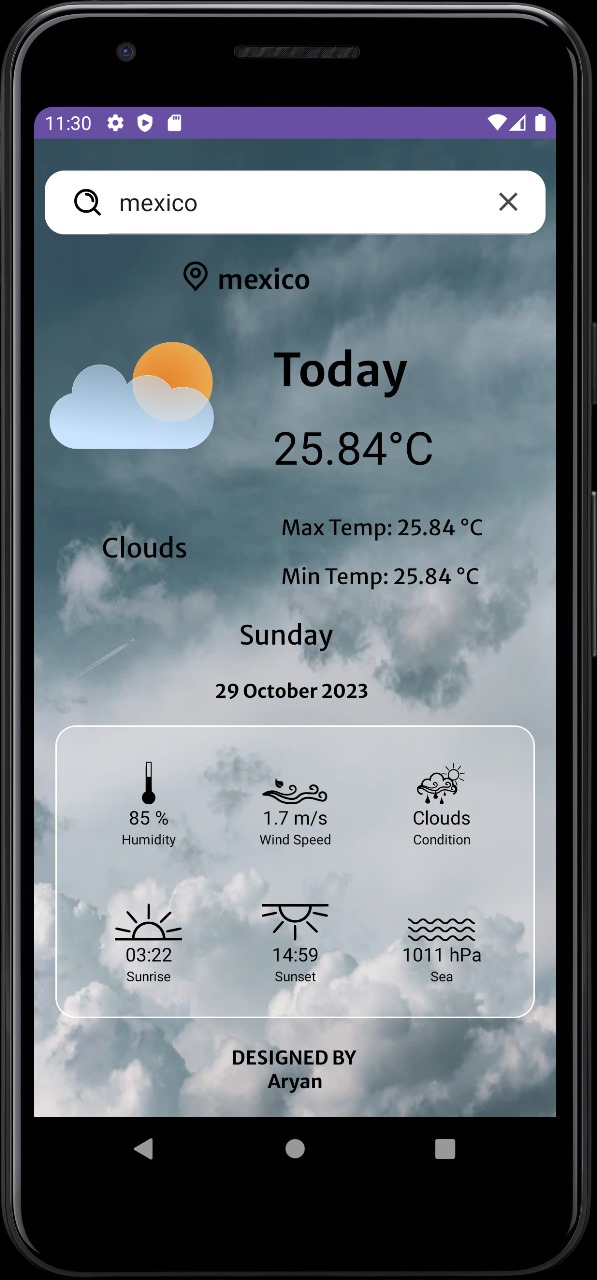 11:30
mexico
mexico
Today
25.84°C
Clouds
Max Temp: 25.84 °C
Min Temp: 25.84 °C
Sunday
29 October 2023
85 %
Humidity
1.7 m/s
Wind Speed
Clouds
Condition
03:22
Sunrise
14:59
Sunset
1011 hPa
Sea
DESIGNED BY
Aryan